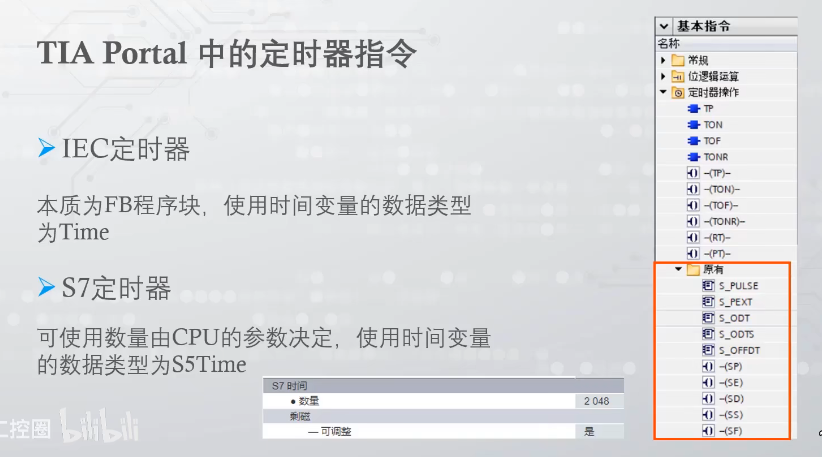 TIA Portal 中的定时器指令
IEC定时器
本质为FB程序块，使用时间变量的数据类型
为Time
S7定时器
可使用数量由CPU的参数决定，使用时间变量
的数据类型为S5Time
S7 时间
数量 2 048
剩磁
可调整 是
工控圈 bilibili
基本指令
名称
常规
位逻辑运算
定时器操作
TP
TON
TOF
TONR
-(TP)-
-(TON)-
-(TOF)-
-(TONR)-
-(RT)-
-(PT)-
原有
S_PULSE
S_PEXT
S_ODT
S_ODTS
S_OFFDT
-(SP)
-(SE)
-(SD)
-(SS)
-(SF)